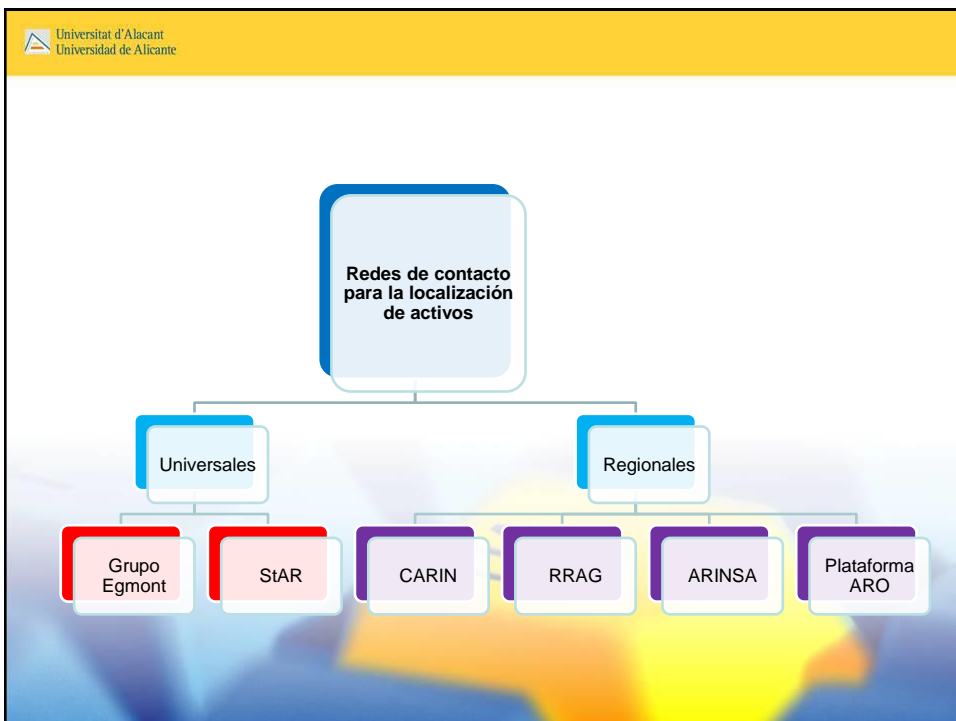 Universitat d'Alacant
Universidad de Alicante
Redes de contacto
para la localización
de activos
Universales
Regionales
Grupo
Egmont
StAR
CARIN
RRAG
ARINSA
Plataforma
ARO